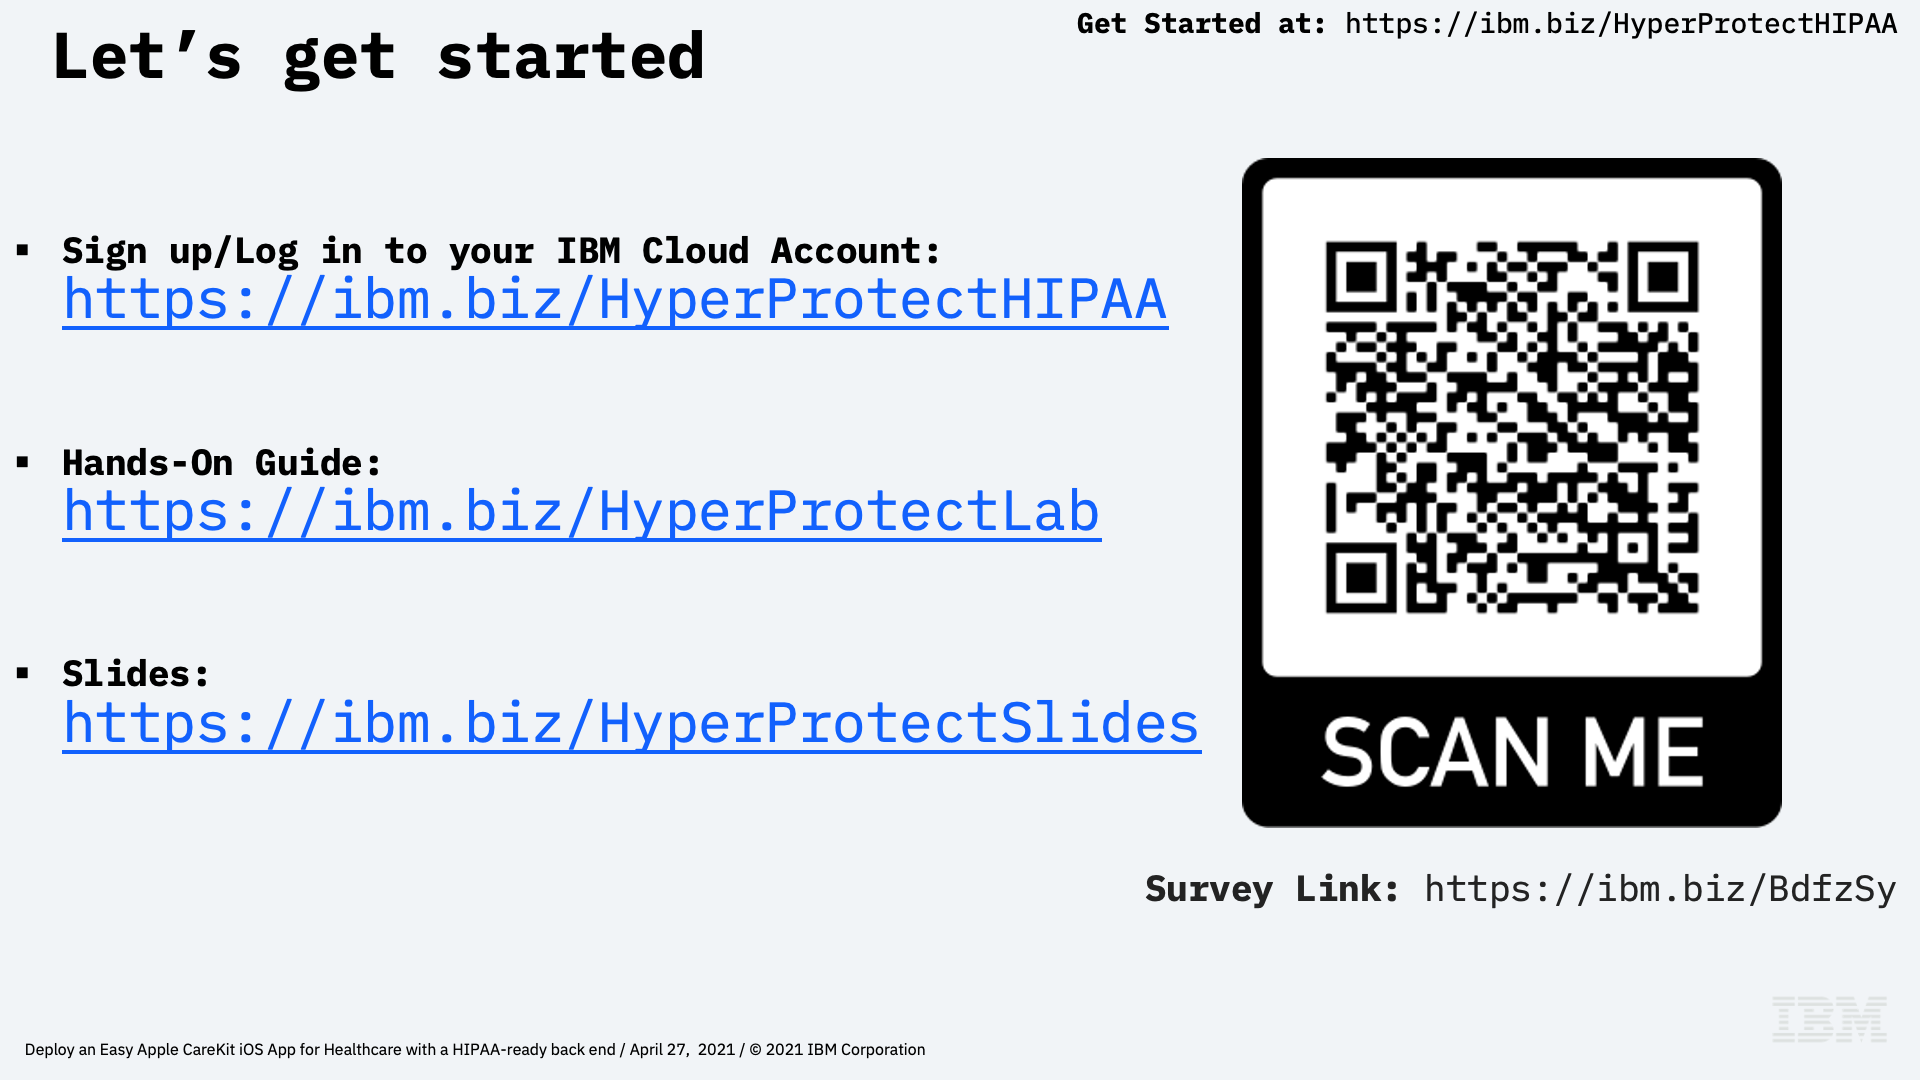 Let’s get started
Get Started at: https://ibm.biz/HyperProtectHIPAA
▪ Sign up/Log in to your IBM Cloud Account:
https://ibm.biz/HyperProtectHIPAA
▪ Hands-On Guide:
https://ibm.biz/HyperProtectLab
▪ Slides:
https://ibm.biz/HyperProtectSlides
SCAN ME
Survey Link: https://ibm.biz/BdfzSy
IBM
Deploy an Easy Apple CareKit iOS App for Healthcare with a HIPAA-ready back end / April 27, 2021 / © 2021 IBM Corporation